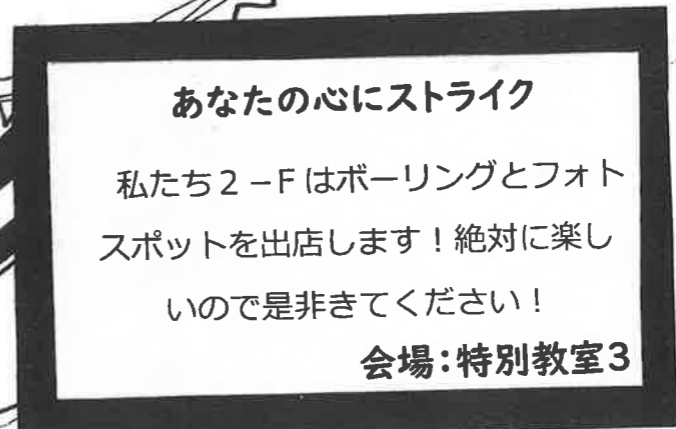 あなたの心にストライク
私たち2－Fはボーリングとフォト
スポットを出店します！絶対に楽し
いので是非きてください！
会場：特別教室3